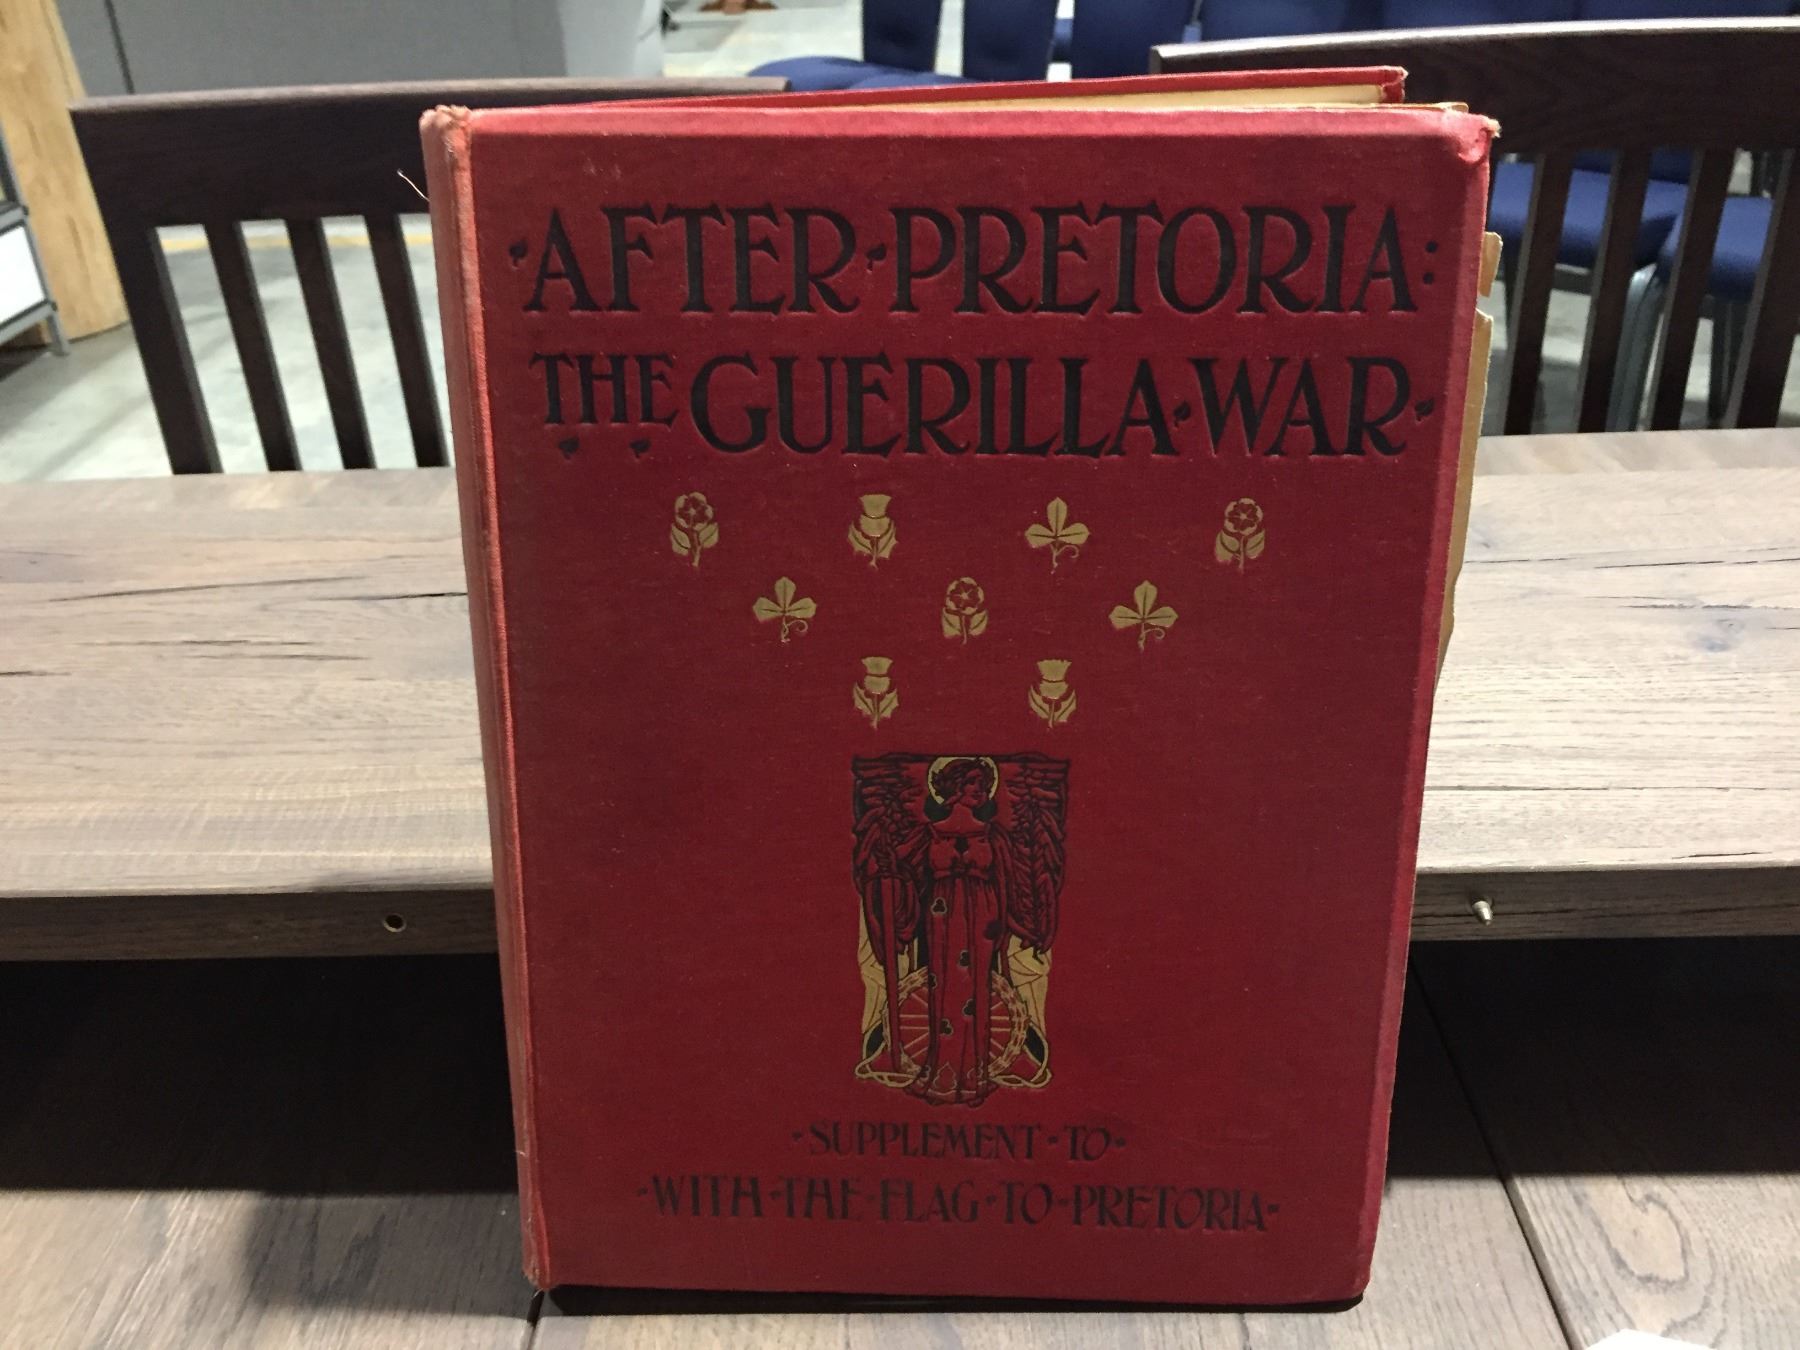 ·AFTER·PRETORIA:
THE GUERILLA·WAR·
·SUPPLEMENT·TO·
·WITH·THE·FLAG·TO·PRETORIA·